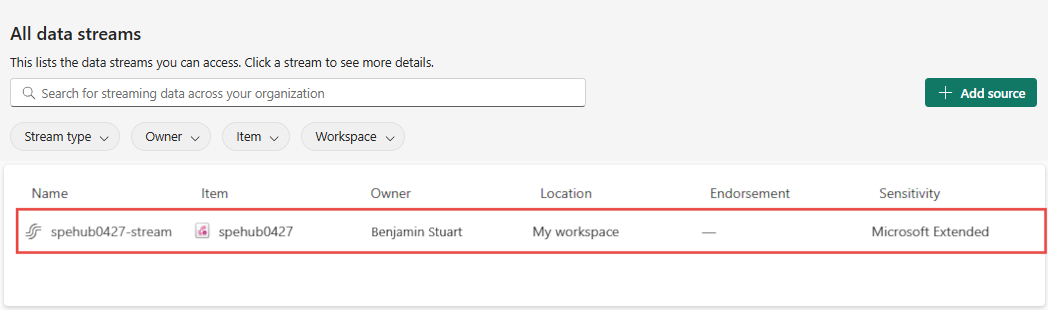 All data streams
This lists the data streams you can access. Click a stream to see more details.
Search for streaming data across your organization
Add source
Stream type Owner Item Workspace
Name Item Owner Location Endorsement Sensitivity
spehub0427-stream spehub0427 Benjamin Stuart My workspace — Microsoft Extended